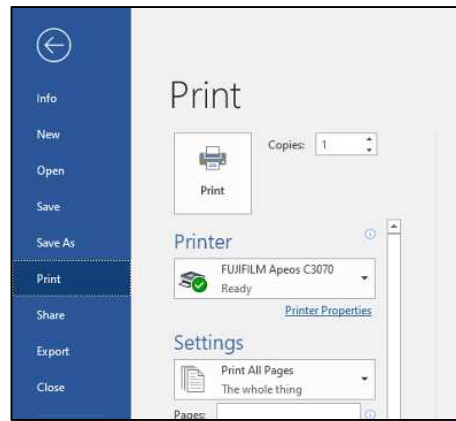 Info
New
Open
Save
Save As
Print
Share
Export
Close
Print
Copies: 1
Print
Printer
FUJIFILM Apeos C3070
Ready
Printer Properties
Settings
Print All Pages
The whole thing
Pages: